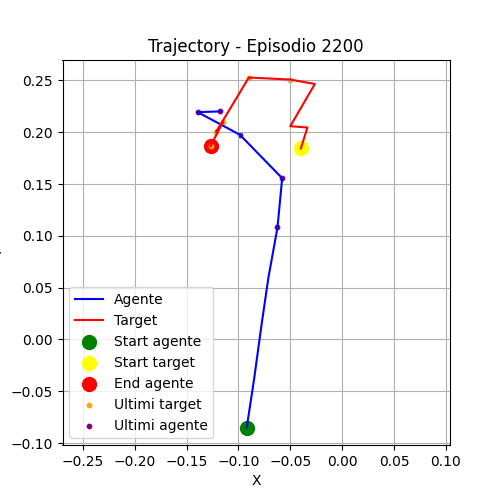 Trajectory - Episodio 2200
0.25
0.20
0.15
0.10
0.05
0.00
−0.05
−0.10
Agente
Target
Start agente
Start target
End agente
Ultimi target
Ultimi agente
−0.25 −0.20 −0.15 −0.10 −0.05 0.00 0.05 0.10
X